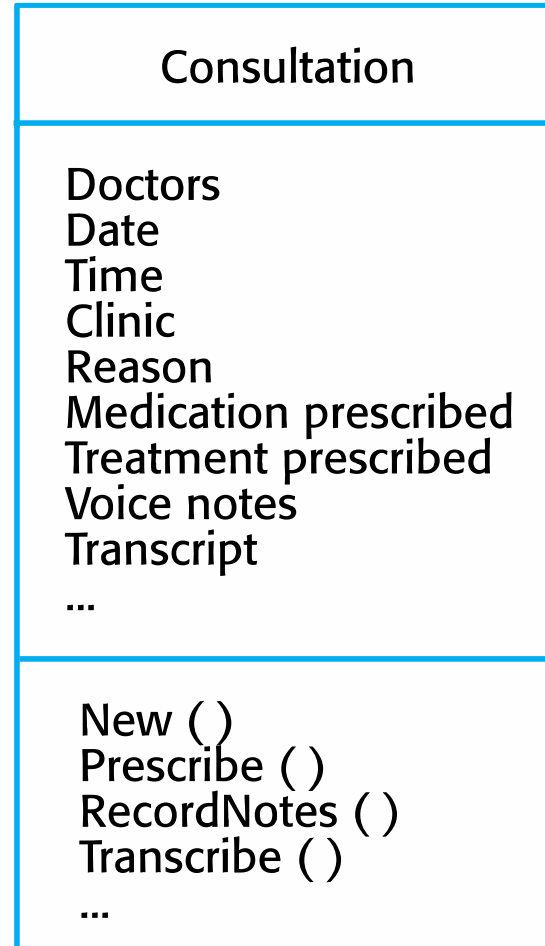 Consultation
Doctors
Date
Time
Clinic
Reason
Medication prescribed
Treatment prescribed
Voice notes
Transcript
...
New ( )
Prescribe ( )
RecordNotes ( )
Transcribe ( )
...